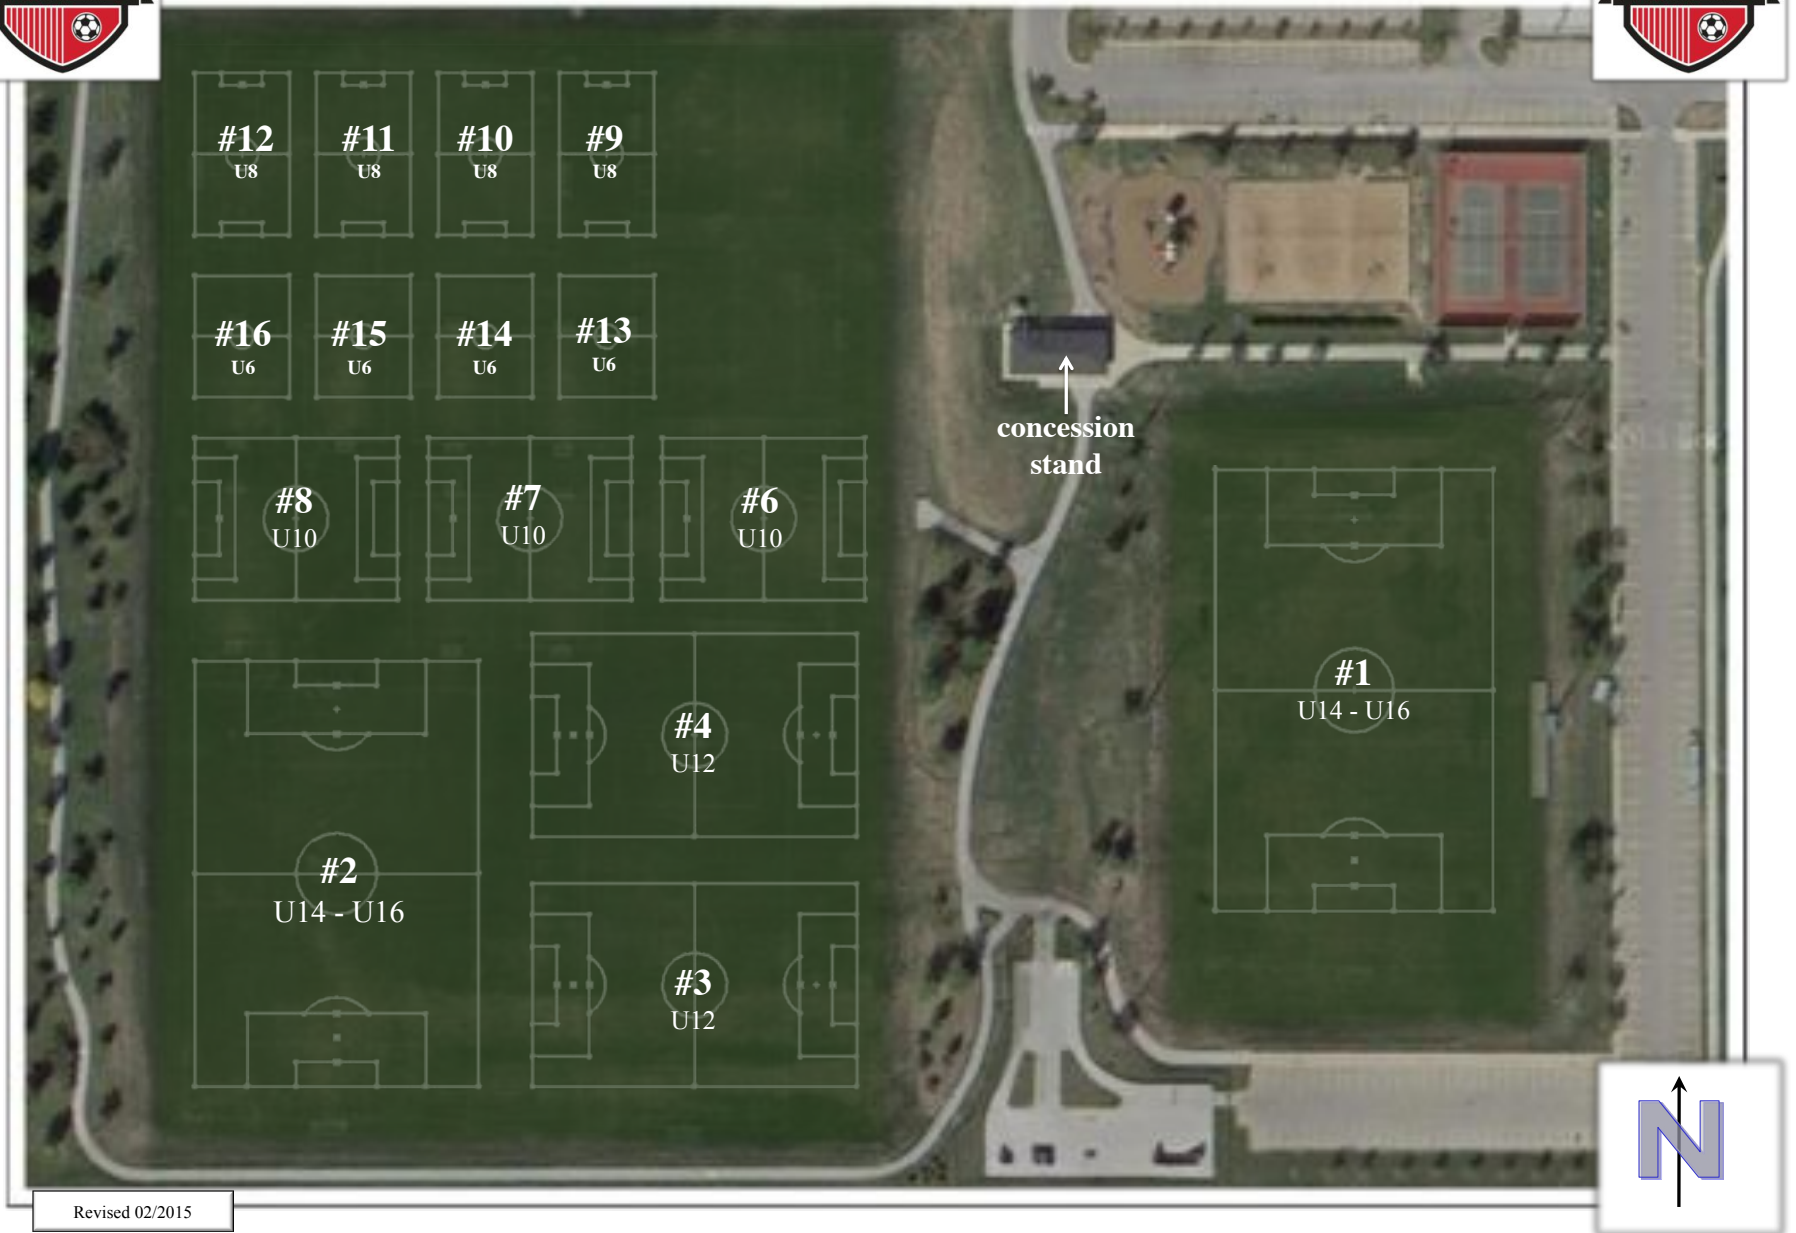 #12
U8
#11
U8
#10
U8
#9
U8
#16
U6
#15
U6
#14
U6
#13
U6
concession
stand
#8
U10
#7
U10
#6
U10
#4
U12
#1
U14 - U16
#2
U14 - U16
#3
U12
N
Revised 02/2015